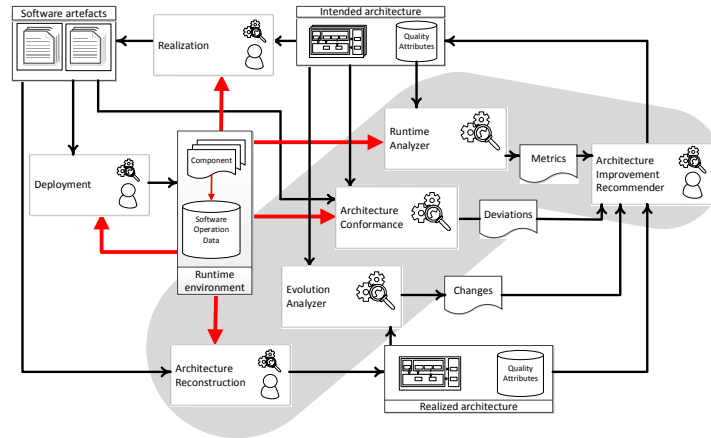 Software artefacts
Intended architecture
Realization
Quality
Attributes
Runtime
Analyzer
Metrics
Architecture
Improvement
Recommender
Component
Deployment
Software
Operation
Data
Architecture
Conformance
Deviations
Runtime
environment
Evolution
Analyzer
Changes
Architecture
Reconstruction
Quality
Attributes
Realized architecture